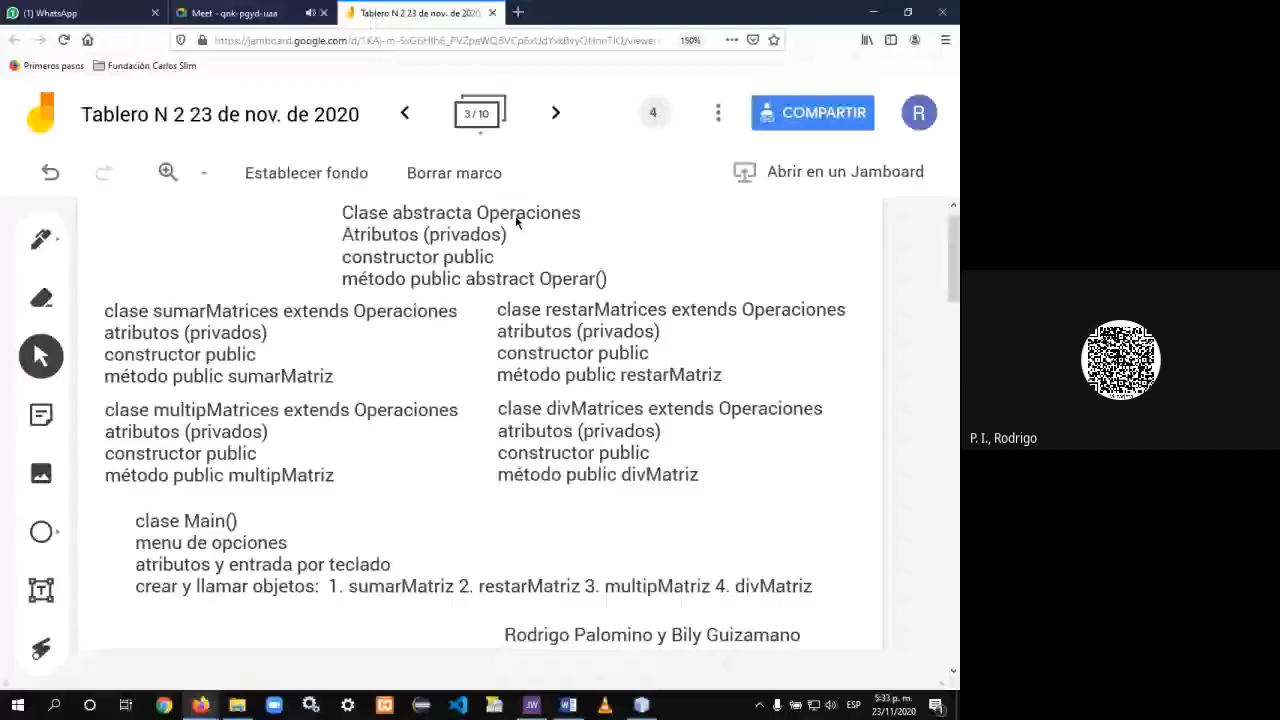 (1) WhatsApp
Meet - qnk-pgyd-uaa
Tablero N 2 23 de nov. de 202
150%
Primeros pasos
Fundación Carlos Slim
Tablero N 2 23 de nov. de 2020
3 / 10
4
COMPARTIR
R
Establecer fondo
Borrar marco
Abrir en un Jamboard
Clase abstracta Operaciones
Atributos (privados)
constructor public
método public abstract Operar()
clase sumarMatrices extends Operaciones
atributos (privados)
constructor public
método public sumarMatriz
clase restarMatrices extends Operaciones
atributos (privados)
constructor public
método public restarMatriz
clase multipMatrices extends Operaciones
atributos (privados)
constructor public
método public multipMatriz
clase divMatrices extends Operaciones
atributos (privados)
constructor public
método public divMatriz
clase Main()
menu de opciones
atributos y entrada por teclado
crear y llamar objetos: 1. sumarMatriz 2. restarMatriz 3. multipMatriz 4. divMatriz
Rodrigo Palomino y Bily Guizamano
P. I., Rodrigo
JW
ESP
5:33 p. m.
23/11/2020